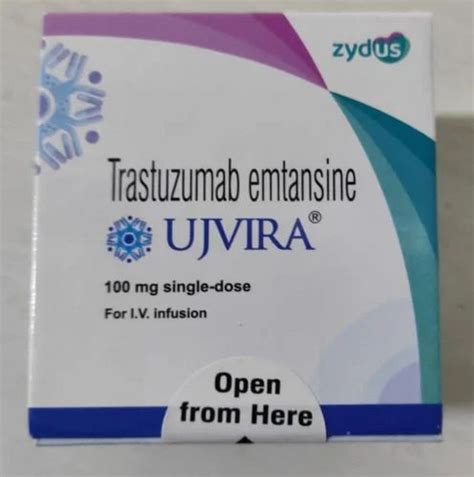 zydus
Trastuzumab emtansine
UJVIRA®
100 mg single-dose
For I.V. infusion
Open
from Here